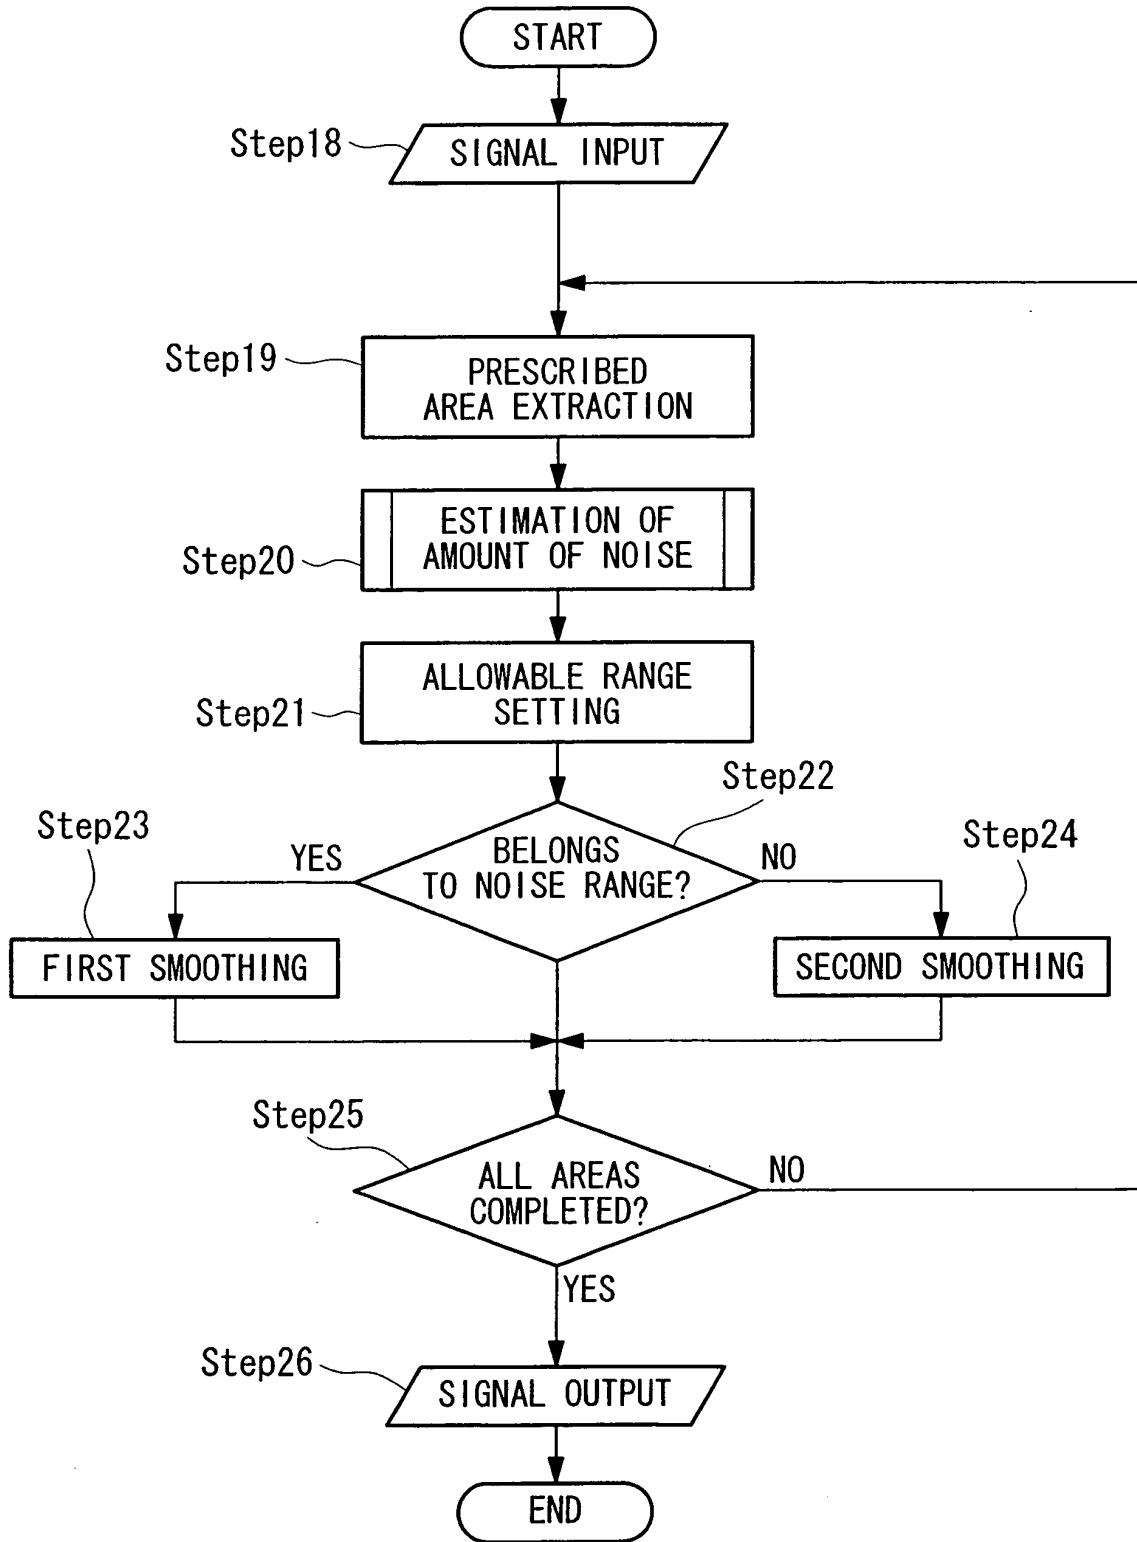 START
Step18
SIGNAL INPUT
Step19
PRESCRIBED
AREA EXTRACTION
Step20
ESTIMATION OF
AMOUNT OF NOISE
Step21
ALLOWABLE RANGE
SETTING
Step22
Step23
Step24
YES
BELONGS
TO NOISE RANGE?
NO
FIRST SMOOTHING
SECOND SMOOTHING
Step25
ALL AREAS
COMPLETED?
NO
YES
Step26
SIGNAL OUTPUT
END